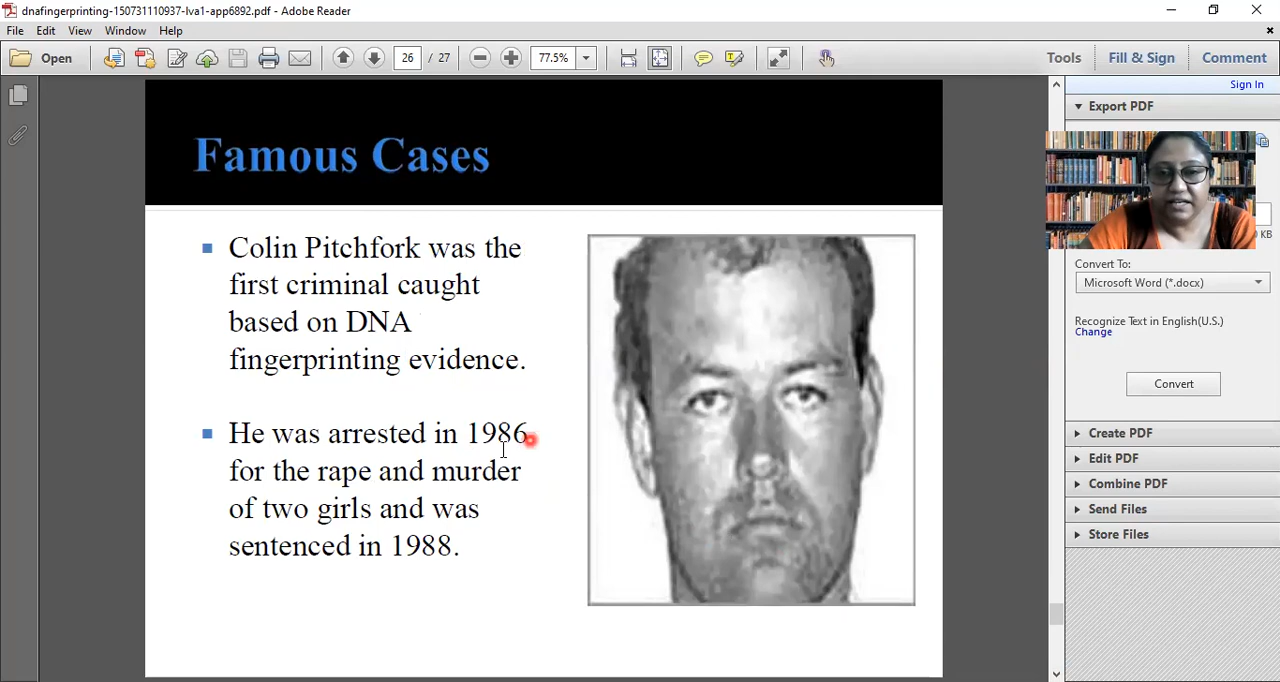 dnafingerprinting-150731110937-lva1-app6892.pdf - Adobe Reader
File Edit View Window Help
Open 26 / 27 77.5% Tools Fill & Sign Comment
Sign In
Export PDF
Famous Cases
Colin Pitchfork was the
first criminal caught
based on DNA
fingerprinting evidence.
He was arrested in 1986
for the rape and murder
of two girls and was
sentenced in 1988.
KB
Convert To:
Microsoft Word (*.docx)
Recognize Text in English(U.S.)
Change
Convert
Create PDF
Edit PDF
Combine PDF
Send Files
Store Files